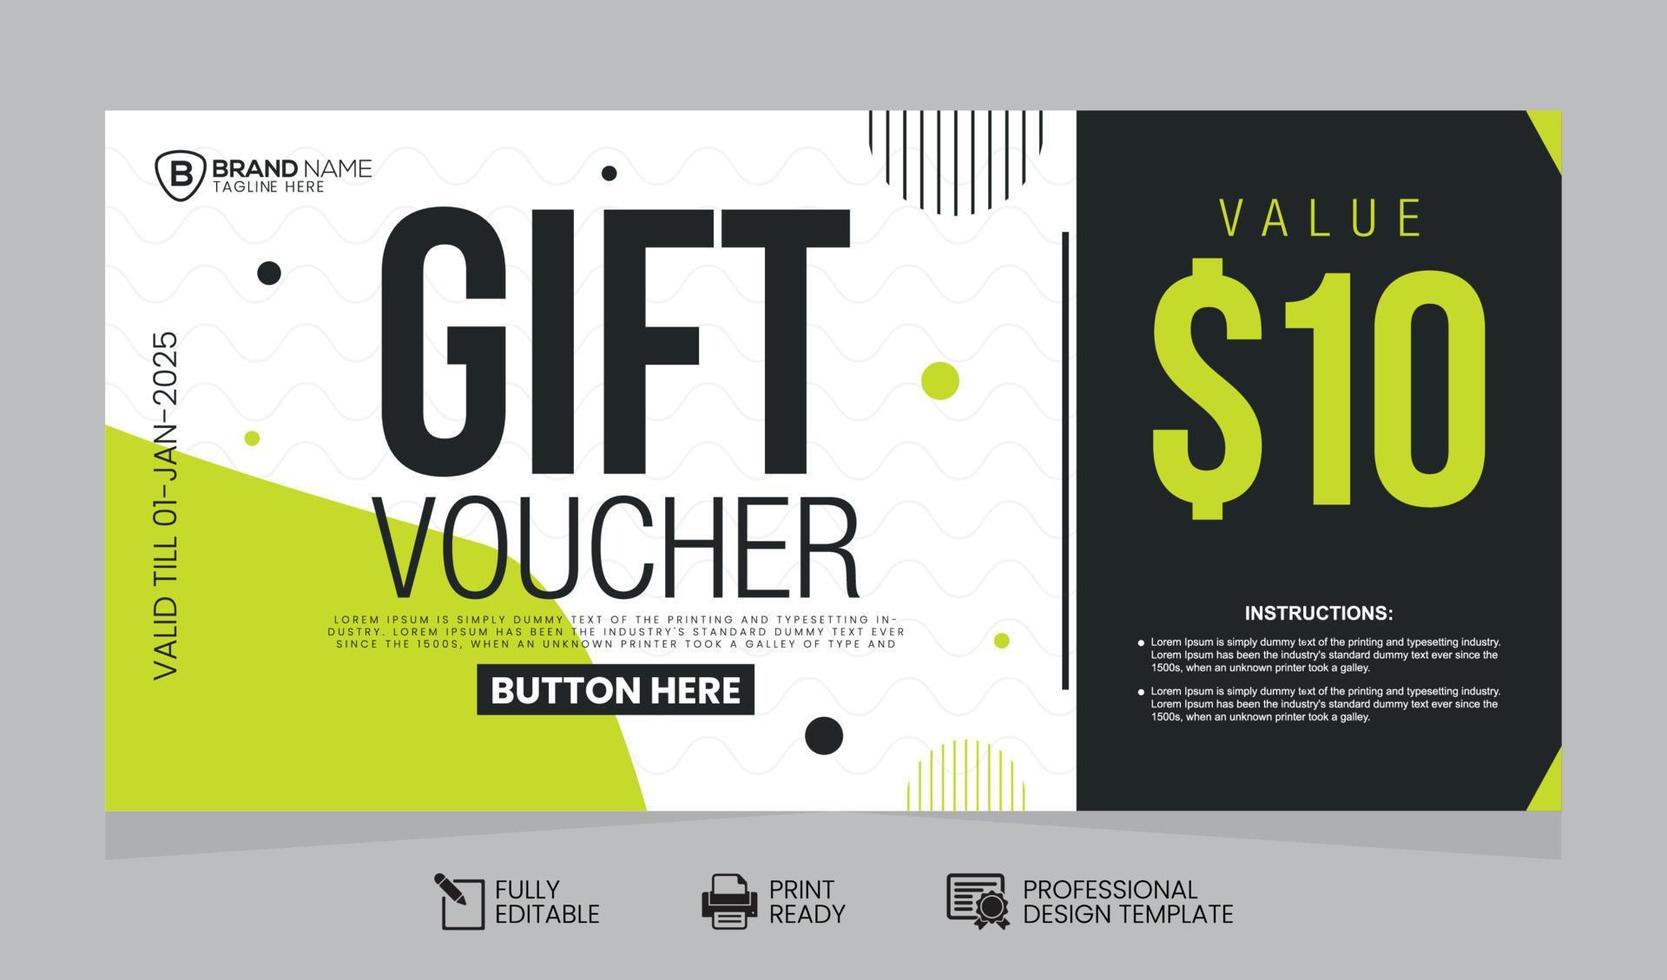 B BRAND NAME
TAGLINE HERE
GIFT
VOUCHER
LOREM IPSUM IS SIMPLY DUMMY TEXT OF THE PRINTING AND TYPESETTING IN-
DUSTRY. LOREM IPSUM HAS BEEN THE INDUSTRY'S STANDARD DUMMY TEXT EVER
SINCE THE 1500S, WHEN AN UNKNOWN PRINTER TOOK A GALLEY OF TYPE AND
BUTTON HERE
VALID TILL 01-JAN-2025
VALUE
$10
INSTRUCTIONS:
Lorem Ipsum is simply dummy text of the printing and typesetting industry.
Lorem Ipsum has been the industry's standard dummy text ever since the
1500s, when an unknown printer took a galley.
Lorem Ipsum is simply dummy text of the printing and typesetting industry.
Lorem Ipsum has been the industry's standard dummy text ever since the
1500s, when an unknown printer took a galley.
FULLY
EDITABLE
PRINT
READY
PROFESSIONAL
DESIGN TEMPLATE